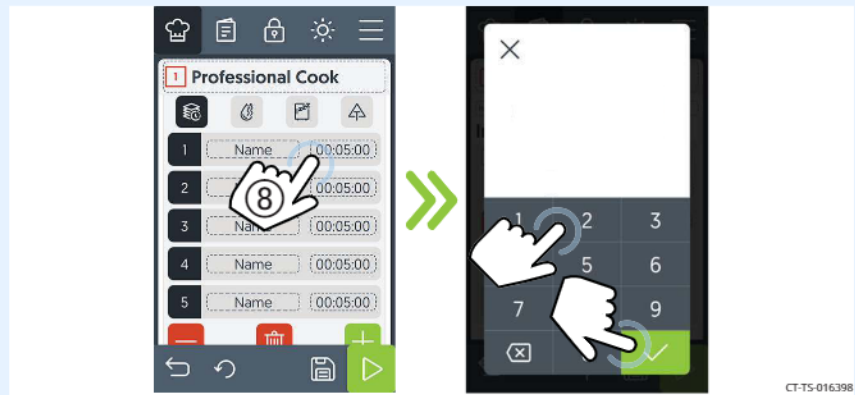 1 Professional Cook
1 Name 00:05:00
2 00:05:00
8
3 Name 00:05:00
4 Name 00:05:00
5 Name 00:05:00
1 2 3
5 6
7 9
CT-TS-016398